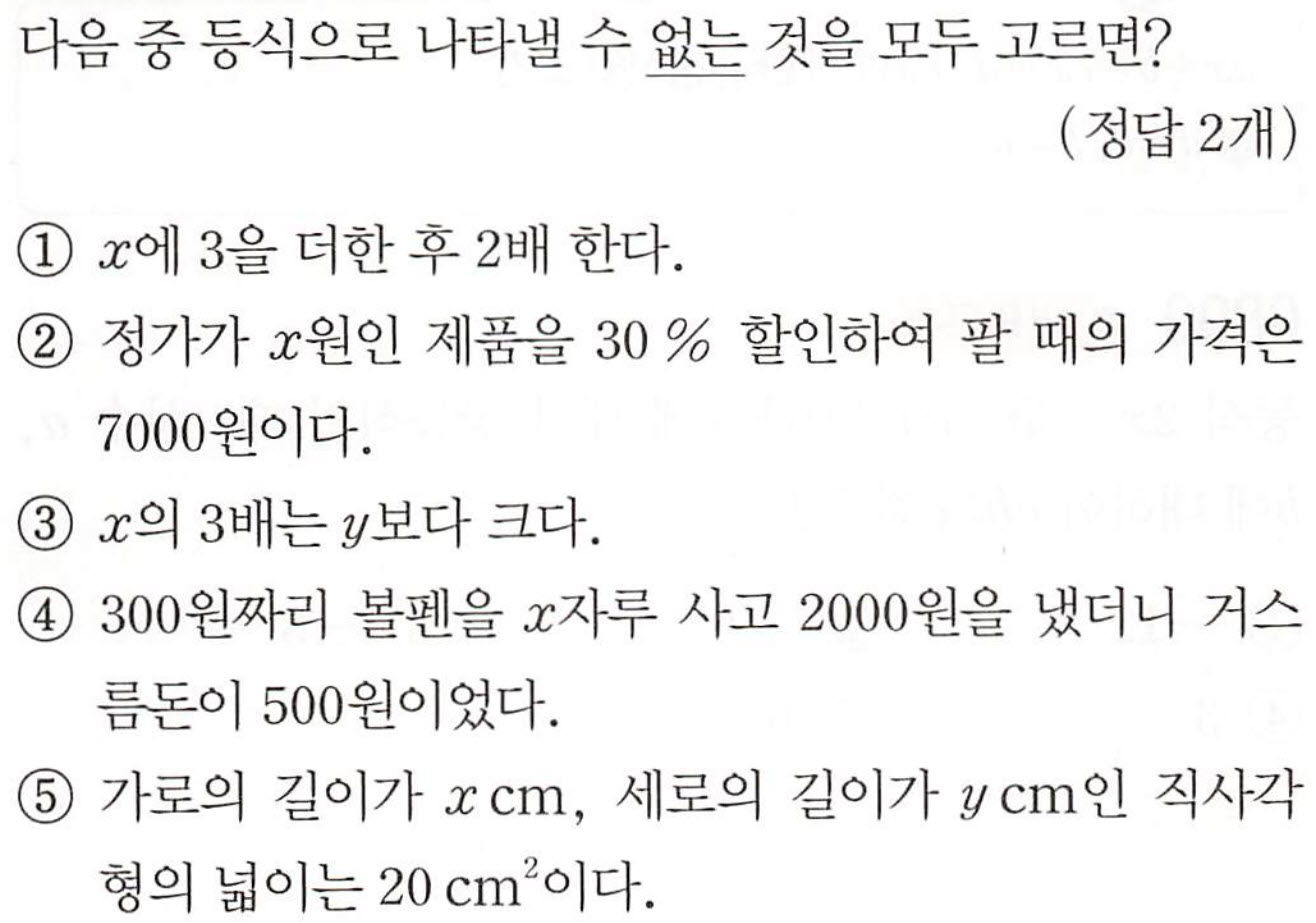 다음 중 등식으로 나타낼 수 없는 것을 모두 고르면?
(정답 2개)
① x에 3을 더한 후 2배 한다.
② 정가가 x원인 제품을 30 % 할인하여 팔 때의 가격은
7000원이다.
③ x의 3배는 y보다 크다.
④ 300원짜리 볼펜을 x자루 사고 2000원을 냈더니 거스
름돈이 500원이었다.
⑤ 가로의 길이가 x cm, 세로의 길이가 y cm인 직사각
형의 넓이는 20 cm²이다.